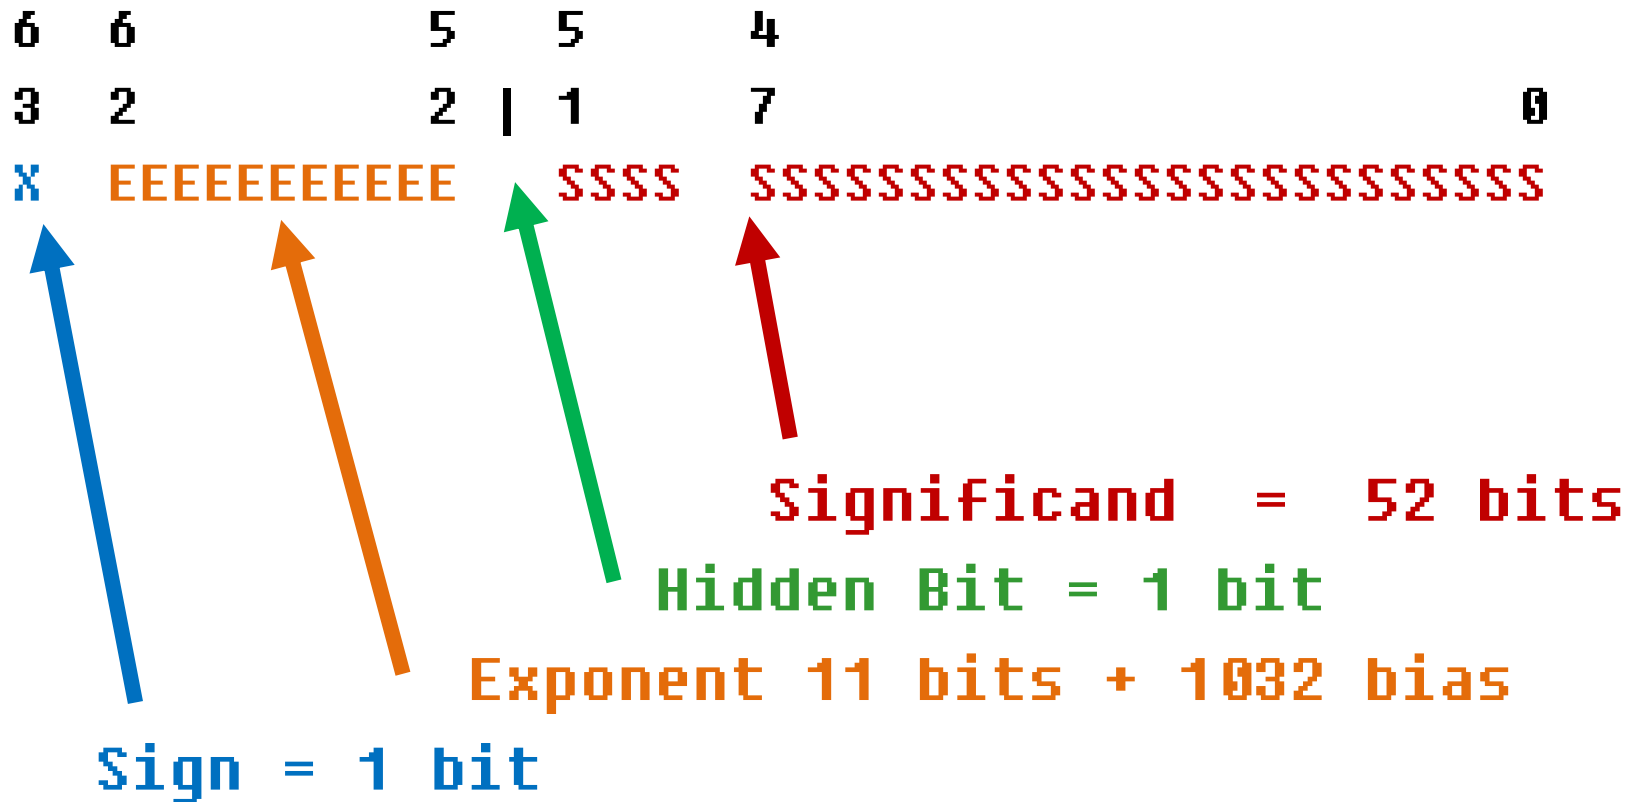 6 6 5 5 4
3 2 2 | 1 7 0
X EEEEEEEEEEE SSSS SSSSSSSSSSSSSSSSSSSSSSSSS
Significand = 52 bits
Hidden Bit = 1 bit
Exponent 11 bits + 1032 bias
Sign = 1 bit